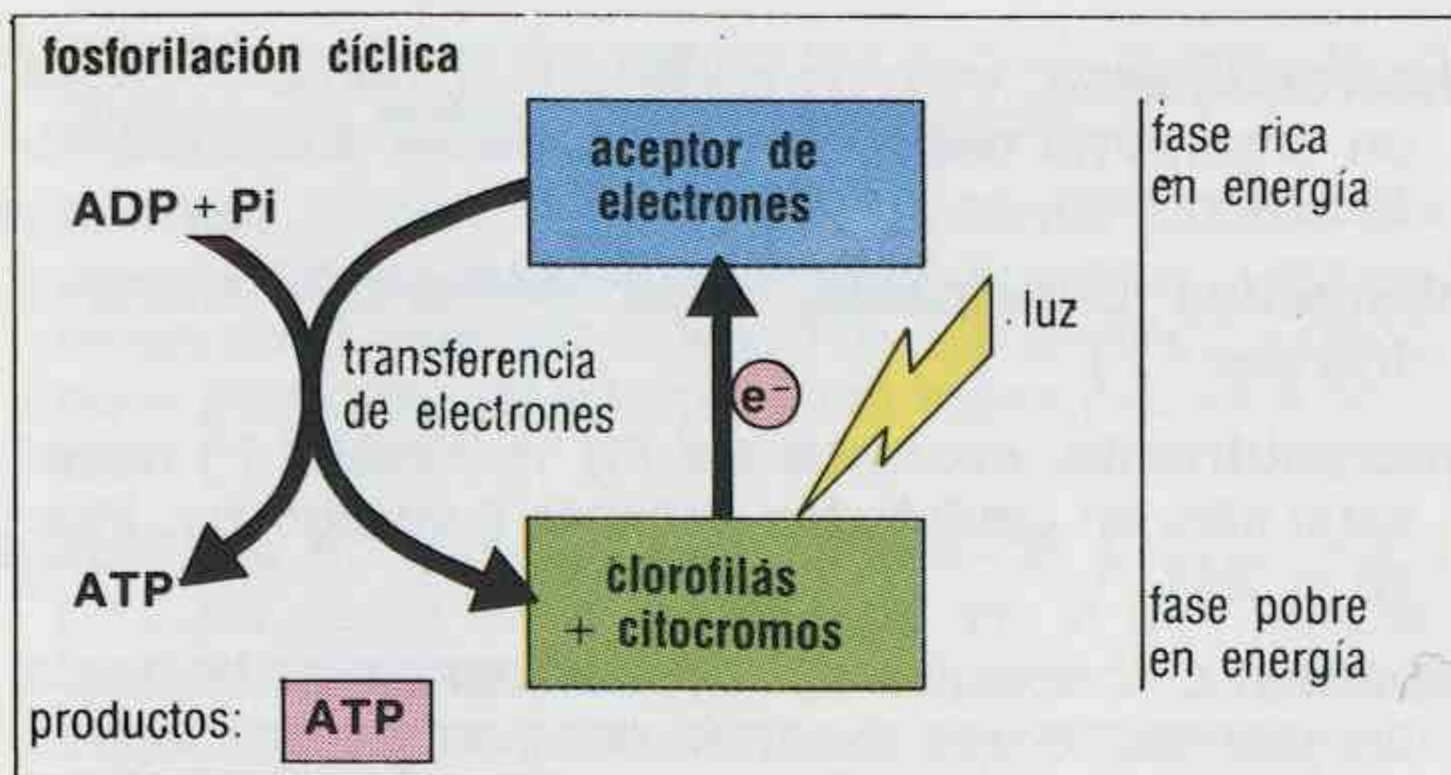 fosforilación cíclica
aceptor de
electrones
fase rica
en energía
ADP + Pi
luz
transferencia
de electrones
e⁻
ATP
clorofilas
+ citocromos
fase pobre
en energía
productos: ATP